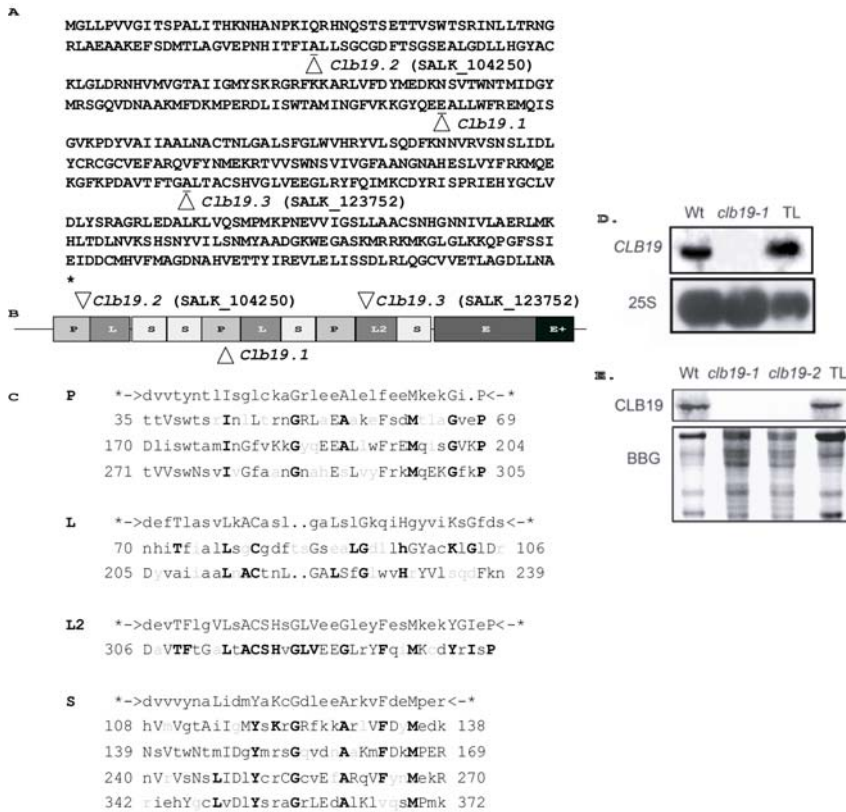 A
MGLLPVVGITSPALITHKNHANPKIQRHNQSTSETTVSWTSRINLLTRNG
RLAEAAKEFSDMTLAGVEPNHITFIALLSGCGDFTSGSEALGDLLHGYAC
Clb19.2 (SALK_104250)
KLGLDRNHVMVGTAIIGMYSKRGRFKKARLVFDYMEDKNSVTWNTMIDGY
MRSGQVDNAAKMFDKMPERDLISWTAMINGFVKKGYQEEALLWFREMQIS
Clb19.1
GVKPDYVAIIAALNACTNLGALSFGLWVHRYVLSQDFKNNVRVSNSLIDL
YCRCGCVEFARQVFYNMEKRTVVSWNSVIVGFAANGNAHESLVYFRKMQE
KGFKPDAVTFTGALTACSHVGLVEEGLRYFQIMKCDYRISPRIEHYGCLV
Clb19.3 (SALK_123752)
DLYSRAGRLEDALKLVQSMPMKPNEVVIGSLLAACSNHGNNIVLAERLMK
HLTDLNVKSHSNYVILSNMYAADGKWEGASKMRRKMKGLGLKKQPGFSSI
EIDDCMHVFMAGDNAHVETTYIREVLELISSDLRLQGCVVETLAGDLLNA
*
Clb19.2 (SALK_104250) Clb19.3 (SALK_123752)
B P L S S P L S P L2 S E E+
Clb19.1
C P *->dvvtyntlIsglckaGrleeAlelfeeMkekGi.P<-*
35 ttVswtsrInlLtrnGRLaEAakeFsdMtlaGveP 69
170 DliswtamInGfvKkGyqEEALlwFrEMqisGVKP 204
271 tVVswNsvIvGfaanGnahEsLvyFrkMqEKGfkP 305
L *->defTlasvLkACasl..gaLslGkqiHgyviKsGfds<-*
70 nhiTfialLsgCgdftsGseaLGdllhGYacKlGlDr 106
205 DyvaiiaaLnACtnL..GALSfGlwvHrYVlsqdFkn 239
L2 *->devTFlgVLsACSHsGLVeeGleyFesMkekYGIeP<-*
306 DaVTFtGaLtACSHvGLVEEGLrYFqiMKcdYrIsP
S *->dvvvynaLidmYaKcGdleeArkvFdeMper<-*
108 hVmVgtAiIgMYsKrGRfkkArlvFDyMedk 138
139 NsVtwNtmIDgYmrsGqvdnaaKmFDkMPER 169
240 nVrVsNsLIDlYcrCGcvEfARqVFynMekR 270
342 riehYgcLvDlYsraGrLEdAlKlvqsMPmk 372
D.
Wt clb19-1 TL
CLB19
25S
E.
Wt clb19-1 clb19-2 TL
CLB19
BBG